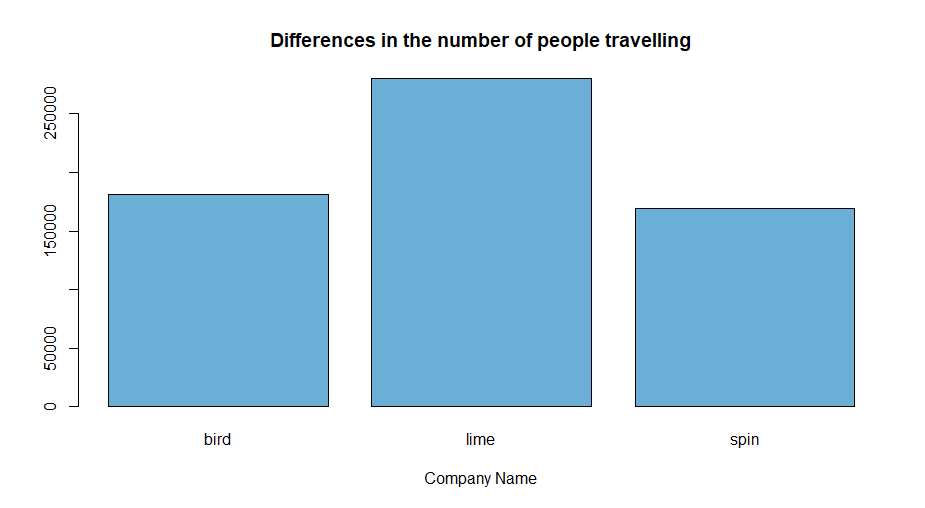 Differences in the number of people travelling
250000
150000
50000
0
bird lime spin
Company Name